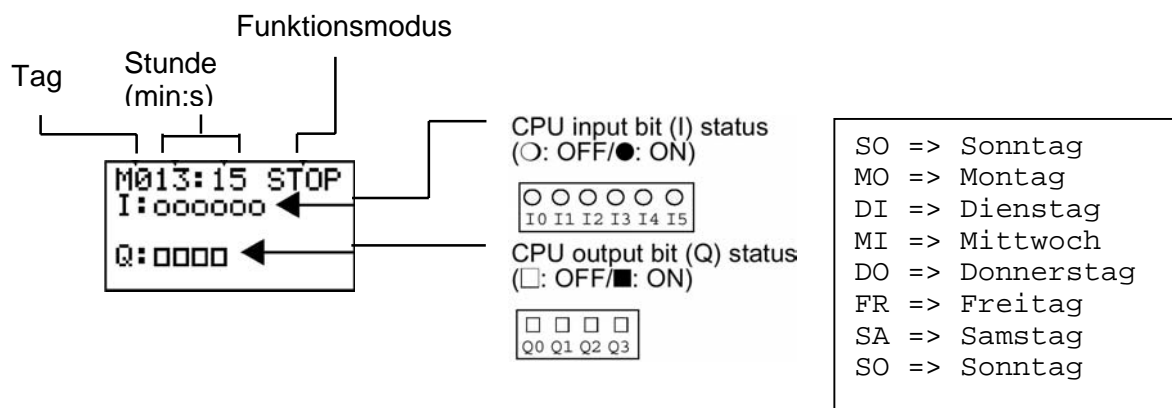 Funktionsmodus
Tag
Stunde
(min:s)
M013:15 STOP
I:oooooo
Q:□□□□
CPU input bit (I) status
(○: OFF/●: ON)
I0 I1 I2 I3 I4 I5
CPU output bit (Q) status
(□: OFF/■: ON)
Q0 Q1 Q2 Q3
SO => Sonntag
MO => Montag
DI => Dienstag
MI => Mittwoch
DO => Donnerstag
FR => Freitag
SA => Samstag
SO => Sonntag